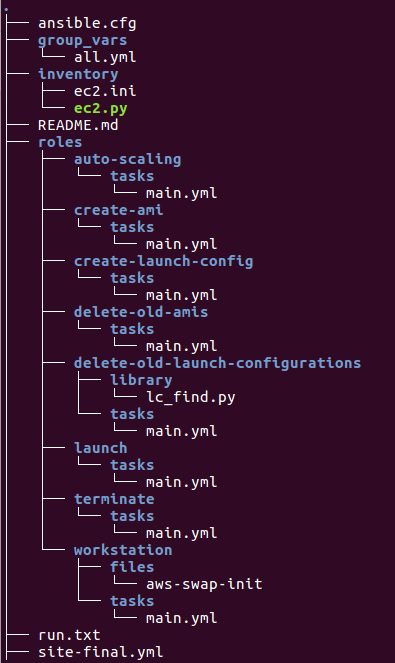 .
├── ansible.cfg
├── group_vars
│   └── all.yml
├── inventory
│   ├── ec2.ini
│   └── ec2.py
├── README.md
├── roles
│   ├── auto-scaling
│   │   └── tasks
│   │       └── main.yml
│   ├── create-ami
│   │   └── tasks
│   │       └── main.yml
│   ├── create-launch-config
│   │   └── tasks
│   │       └── main.yml
│   ├── delete-old-amis
│   │   └── tasks
│   │       └── main.yml
│   ├── delete-old-launch-configurations
│   │   ├── library
│   │   │   └── lc_find.py
│   │   └── tasks
│   │       └── main.yml
│   ├── launch
│   │   └── tasks
│   │       └── main.yml
│   ├── terminate
│   │   └── tasks
│   │       └── main.yml
│   └── workstation
│       ├── files
│       │   └── aws-swap-init
│       └── tasks
│           └── main.yml
├── run.txt
├── site-final.yml